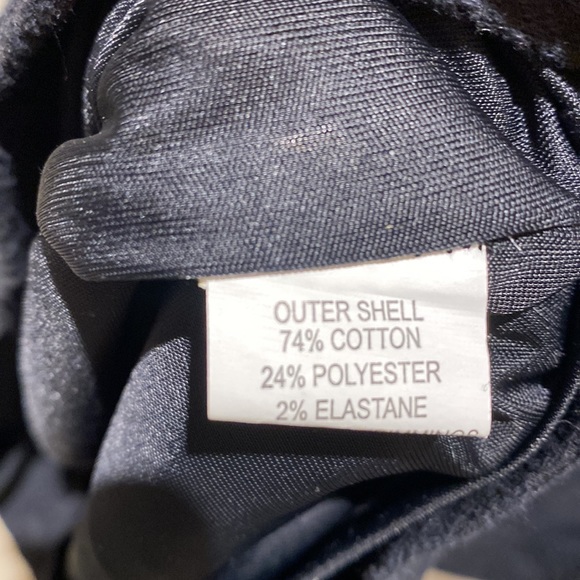 OUTER SHELL
74% COTTON
24% POLYESTER
2% ELASTANE